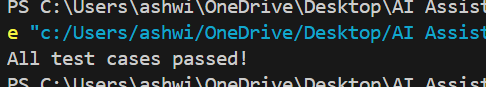 PS C:\Users\ashwi\OneDrive\Desktop\AI Assist
e "c:/Users/ashwi/OneDrive/Desktop/AI Assist
All test cases passed!
PS C:\Users\ashwi\OneDrive\Desktop\AI Assist